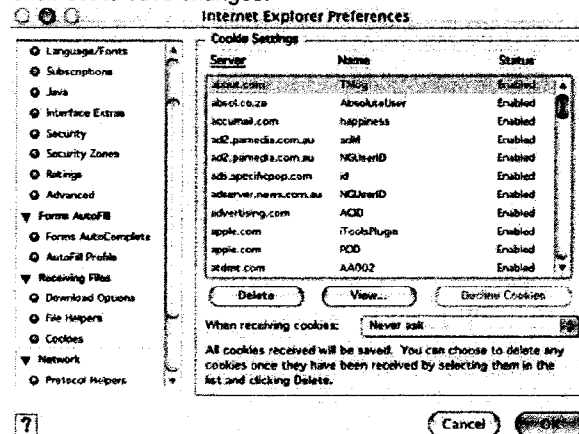 Internet Explorer Preferences
Language/Fonts
Subscriptions
Java
Interface Extras
Security
Security Zones
Ratings
Advanced
Forms AutoFill
Forms AutoComplete
AutoFill Profile
Receiving Files
Download Options
File Helpers
Cookies
Network
Protocol Helpers
Cookie Settings
Server Name Status
about.com Enabled
absol.co.za AbsoluteUser Enabled
accumail.com happiness Enabled
ad2.pamedia.com.au adM Enabled
ad2.pamedia.com.au NGUserID Enabled
ads.specificpop.com id Enabled
adserver.news.com.au NGUserID Enabled
advertising.com ACID Enabled
apple.com iToolsPlugin Enabled
apple.com POD Enabled
atdmt.com AA002 Enabled
Delete View... Decline Cookies
When receiving cookies: Never ask
All cookies received will be saved. You can choose to delete any
cookies once they have been received by selecting them in the
list and clicking Delete.
? Cancel OK